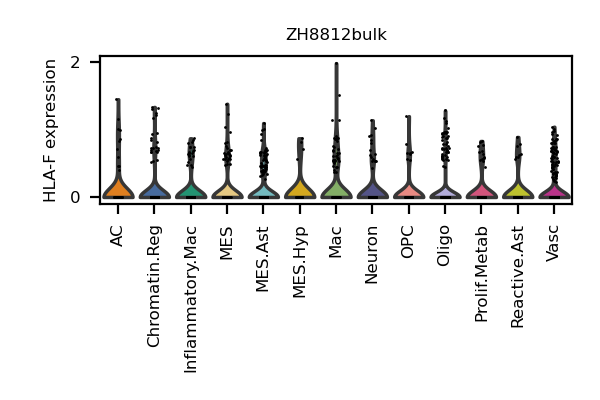 ZH8812bulk
HLA-F expression
2
0
AC
Chromatin.Reg
Inflammatory.Mac
MES
MES.Ast
MES.Hyp
Mac
Neuron
OPC
Oligo
Prolif.Metab
Reactive.Ast
Vasc